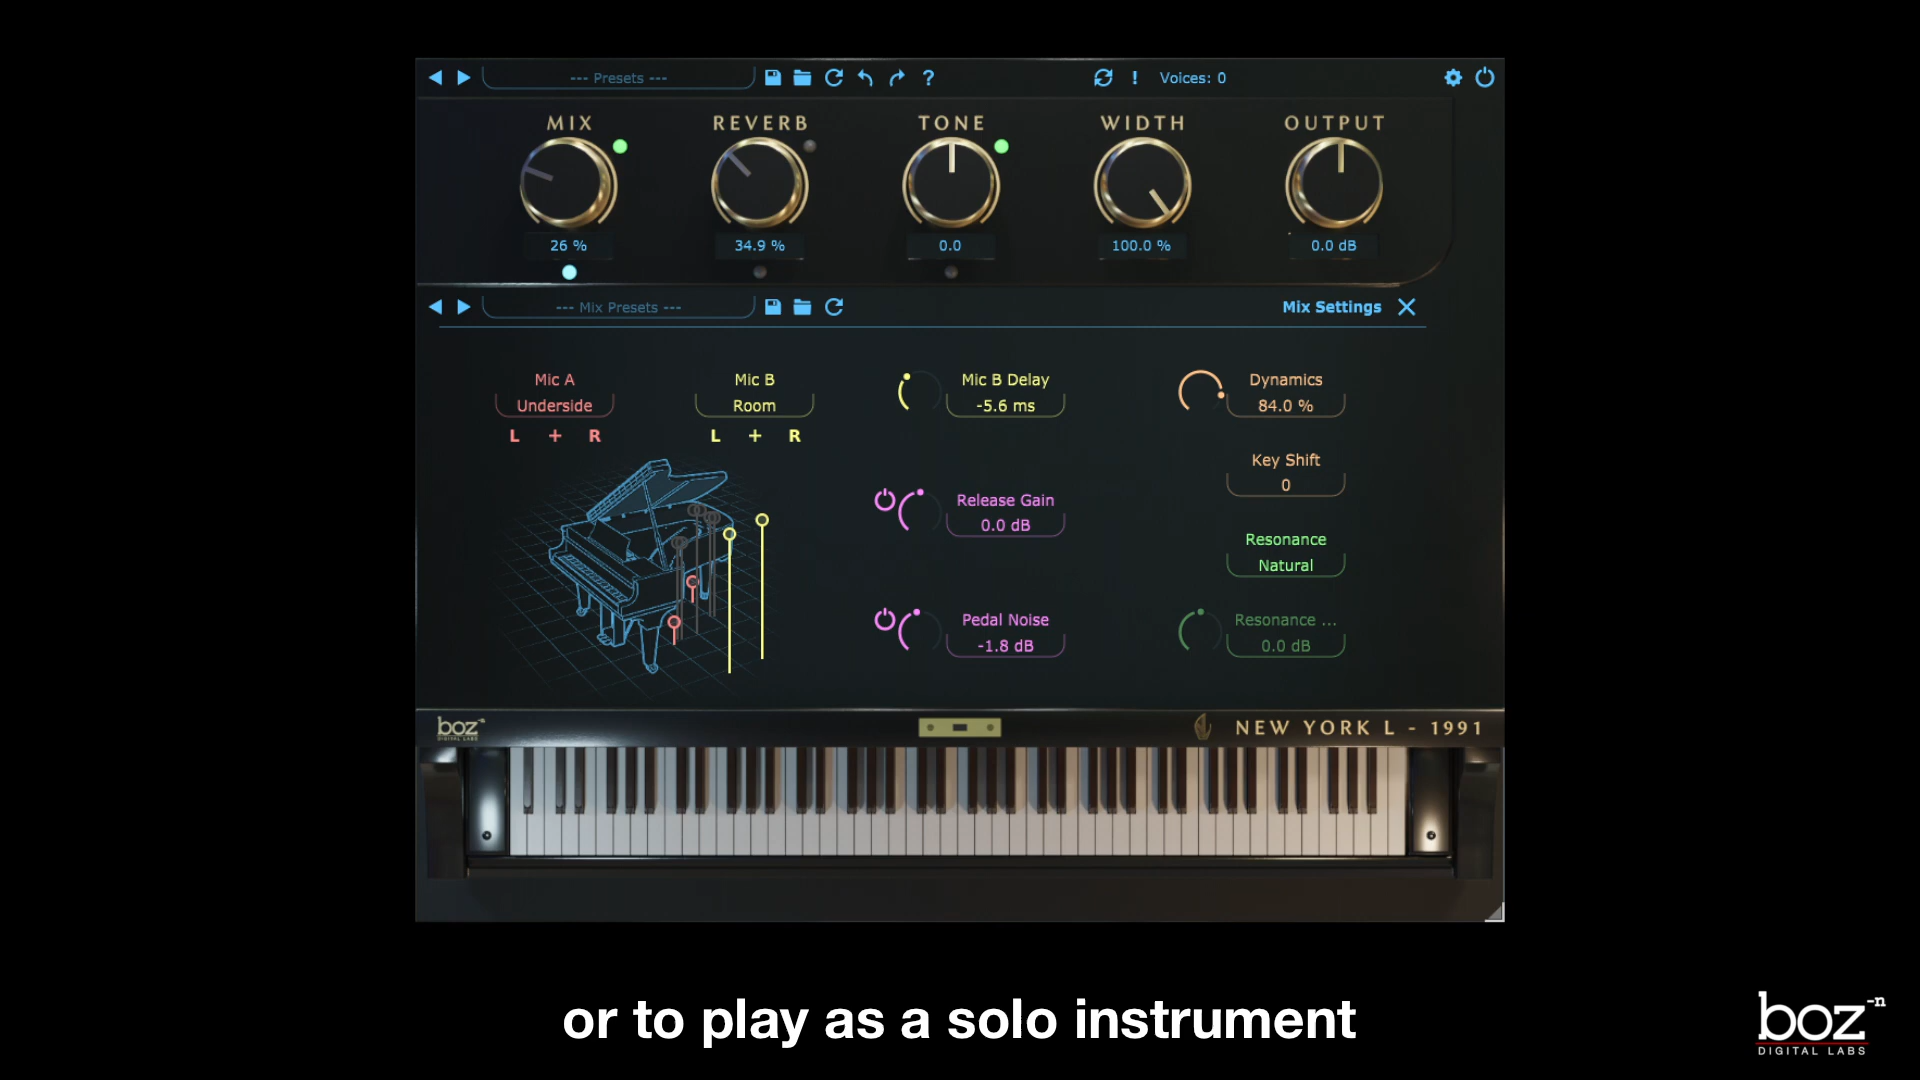 --- Presets ---
?
!
Voices: 0
MIX
REVERB
TONE
WIDTH
OUTPUT
26 %
34.9 %
0.0
100.0 %
0.0 dB
--- Mix Presets ---
Mix Settings
Mic A
Underside
L + R
Mic B
Room
L + R
Mic B Delay
-5.6 ms
Dynamics
84.0 %
Key Shift
0
Release Gain
0.0 dB
Resonance
Natural
Pedal Noise
-1.8 dB
Resonance ...
0.0 dB
boz-n
DIGITAL LABS
NEW YORK L - 1991
or to play as a solo instrument
boz-n
DIGITAL LABS